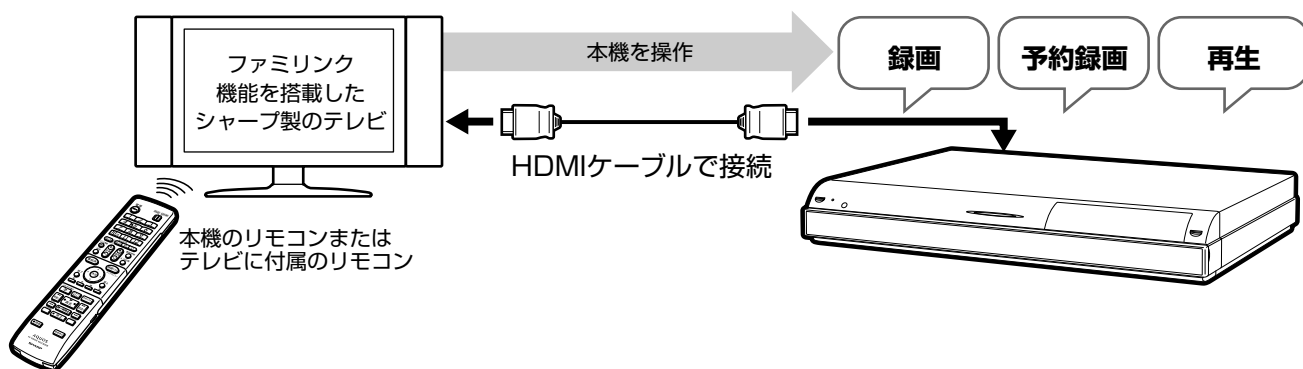 ファミリンク
機能を搭載した
シャープ製のテレビ
本機を操作
録画
予約録画
再生
HDMIケーブルで接続
本機のリモコンまたは
テレビに付属のリモコン
AQUOS
SHARP